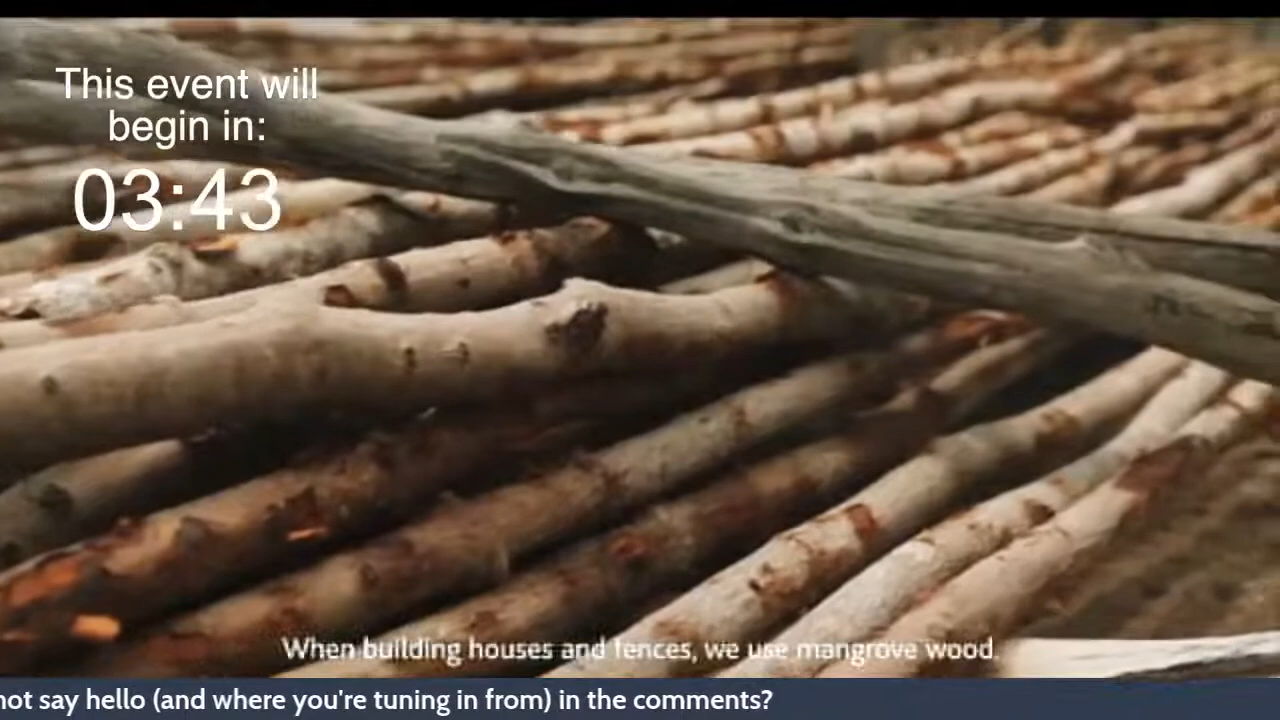 This event will
begin in:
03:43
When building houses and fences, we use mangrove wood.
not say hello (and where you're tuning in from) in the comments?